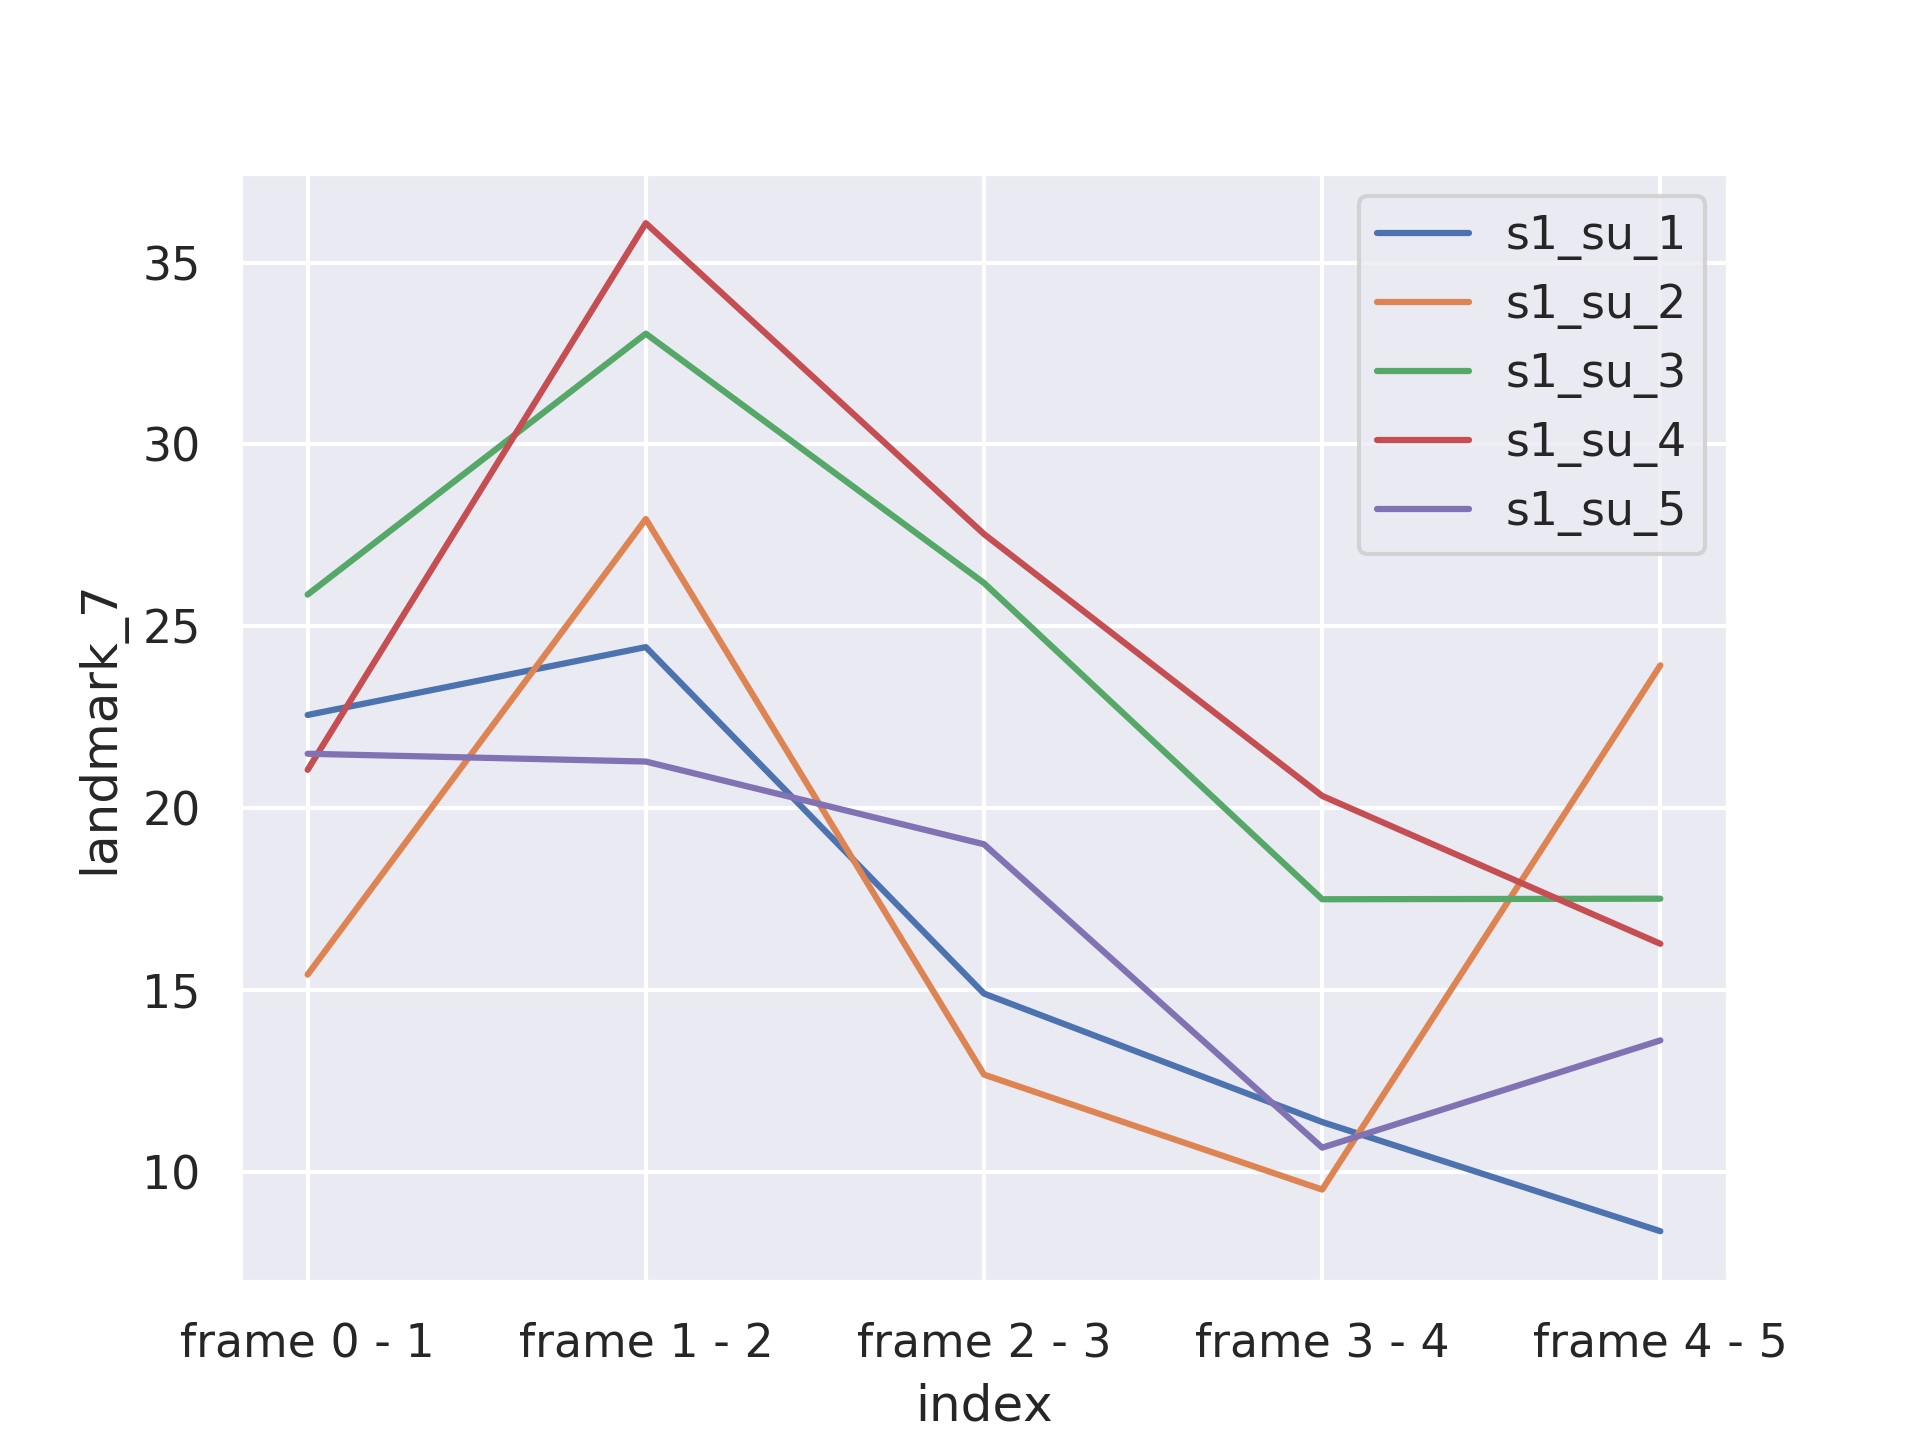 s1_su_1
s1_su_2
s1_su_3
s1_su_4
s1_su_5
landmark_7
35
30
25
20
15
10
frame 0 - 1
frame 1 - 2
frame 2 - 3
frame 3 - 4
frame 4 - 5
index